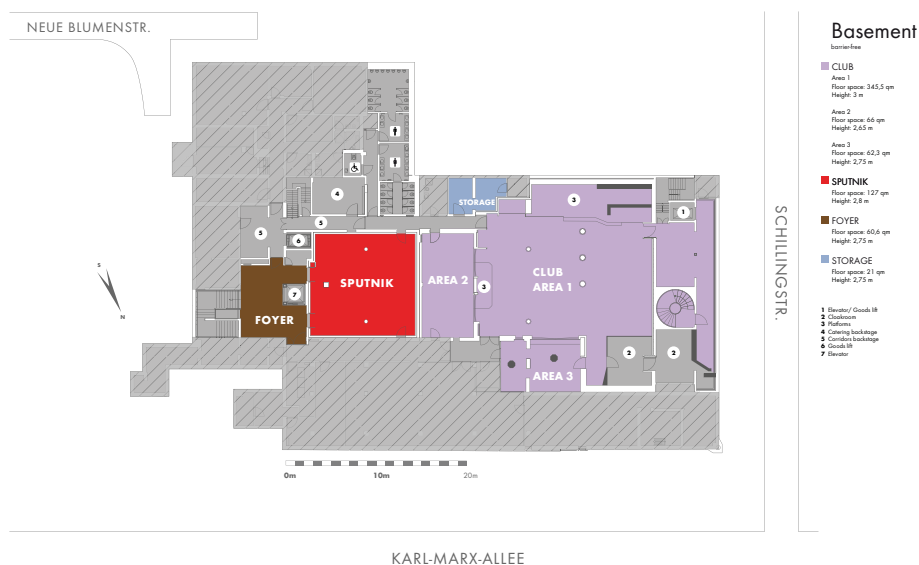 NEUE BLUMENSTR.
Basement
barrier-free
CLUB
Area 1
Floor space: 345,5 qm
Height: 3 m
Area 2
Floor space: 66 qm
Height: 2,65 m
Area 3
Floor space: 62,3 qm
Height: 2,75 m
SPUTNIK
Floor space: 127 qm
Height: 2,8 m
FOYER
Floor space: 60,6 qm
Height: 2,75 m
STORAGE
Floor space: 21 qm
Height: 2,75 m
1 Elevator/ Goods lift
2 Cloakroom
3 Platforms
4 Catering backstage
5 Corridors backstage
6 Goods lift
7 Elevator
4
STORAGE
3
1
5
5
6
S
N
SPUTNIK
AREA 2
CLUB
AREA 1
3
7
FOYER
2
2
AREA 3
SCHILLINGSTR.
0m
10m
20m
KARL-MARX-ALLEE